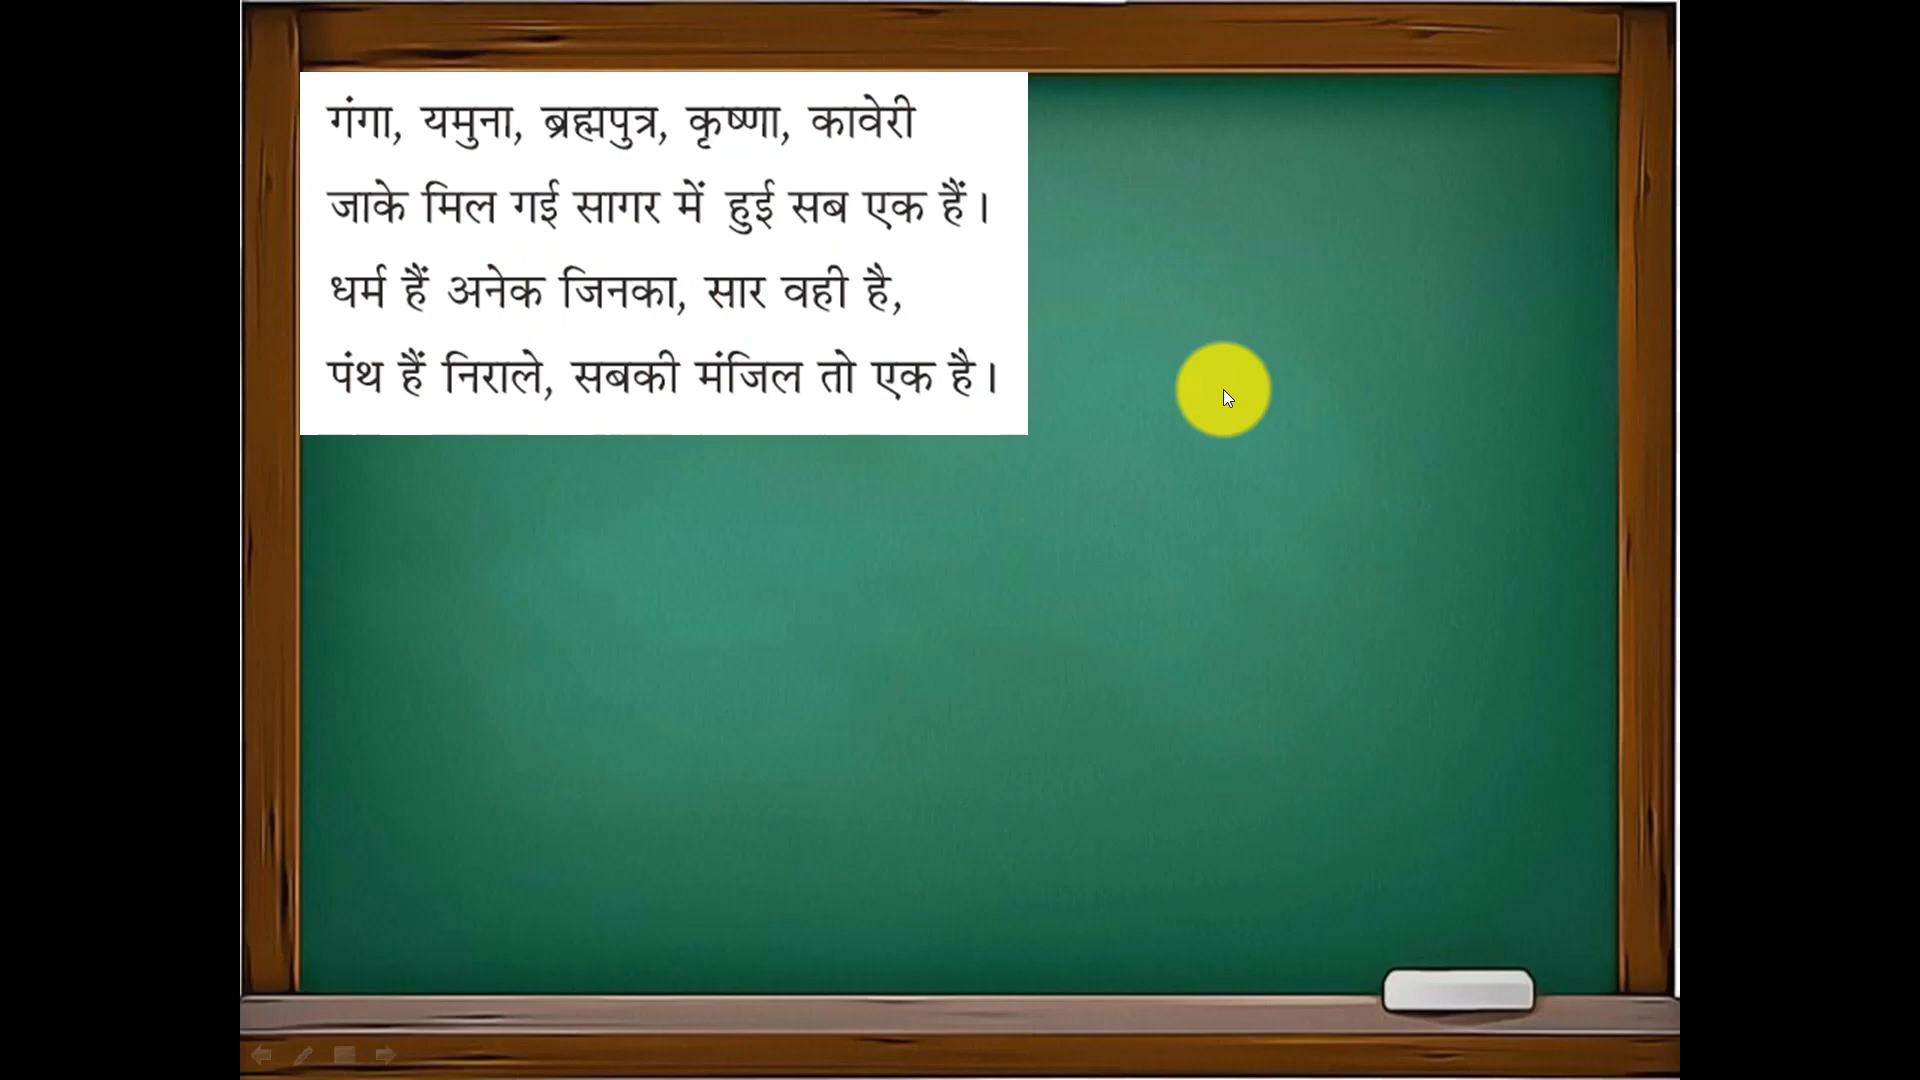 गंगा, यमुना, ब्रह्मपुत्र, कृष्णा, कावेरी
जाके मिल गई सागर में हुई सब एक हैं।
धर्म हैं अनेक जिनका, सार वही है,
पंथ हैं निराले, सबकी मंजिल तो एक है।